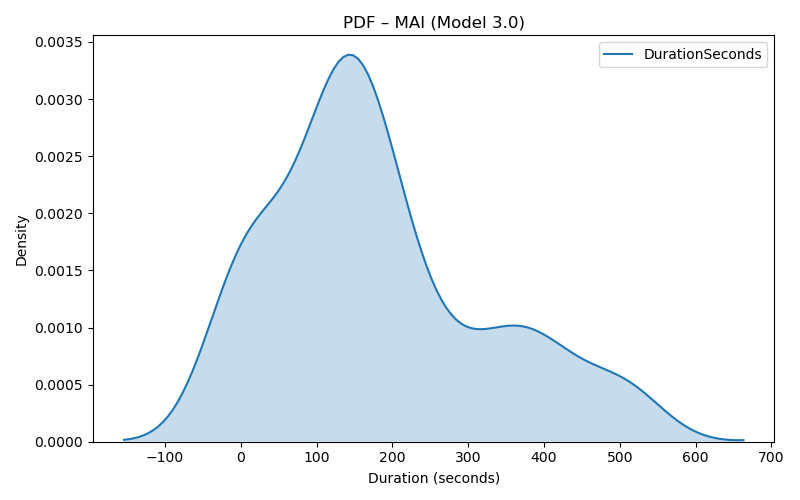 PDF – MAI (Model 3.0)
DurationSeconds
0.0035
0.0030
0.0025
0.0020
0.0015
0.0010
0.0005
0.0000
Density
−100 0 100 200 300 400 500 600 700
Duration (seconds)